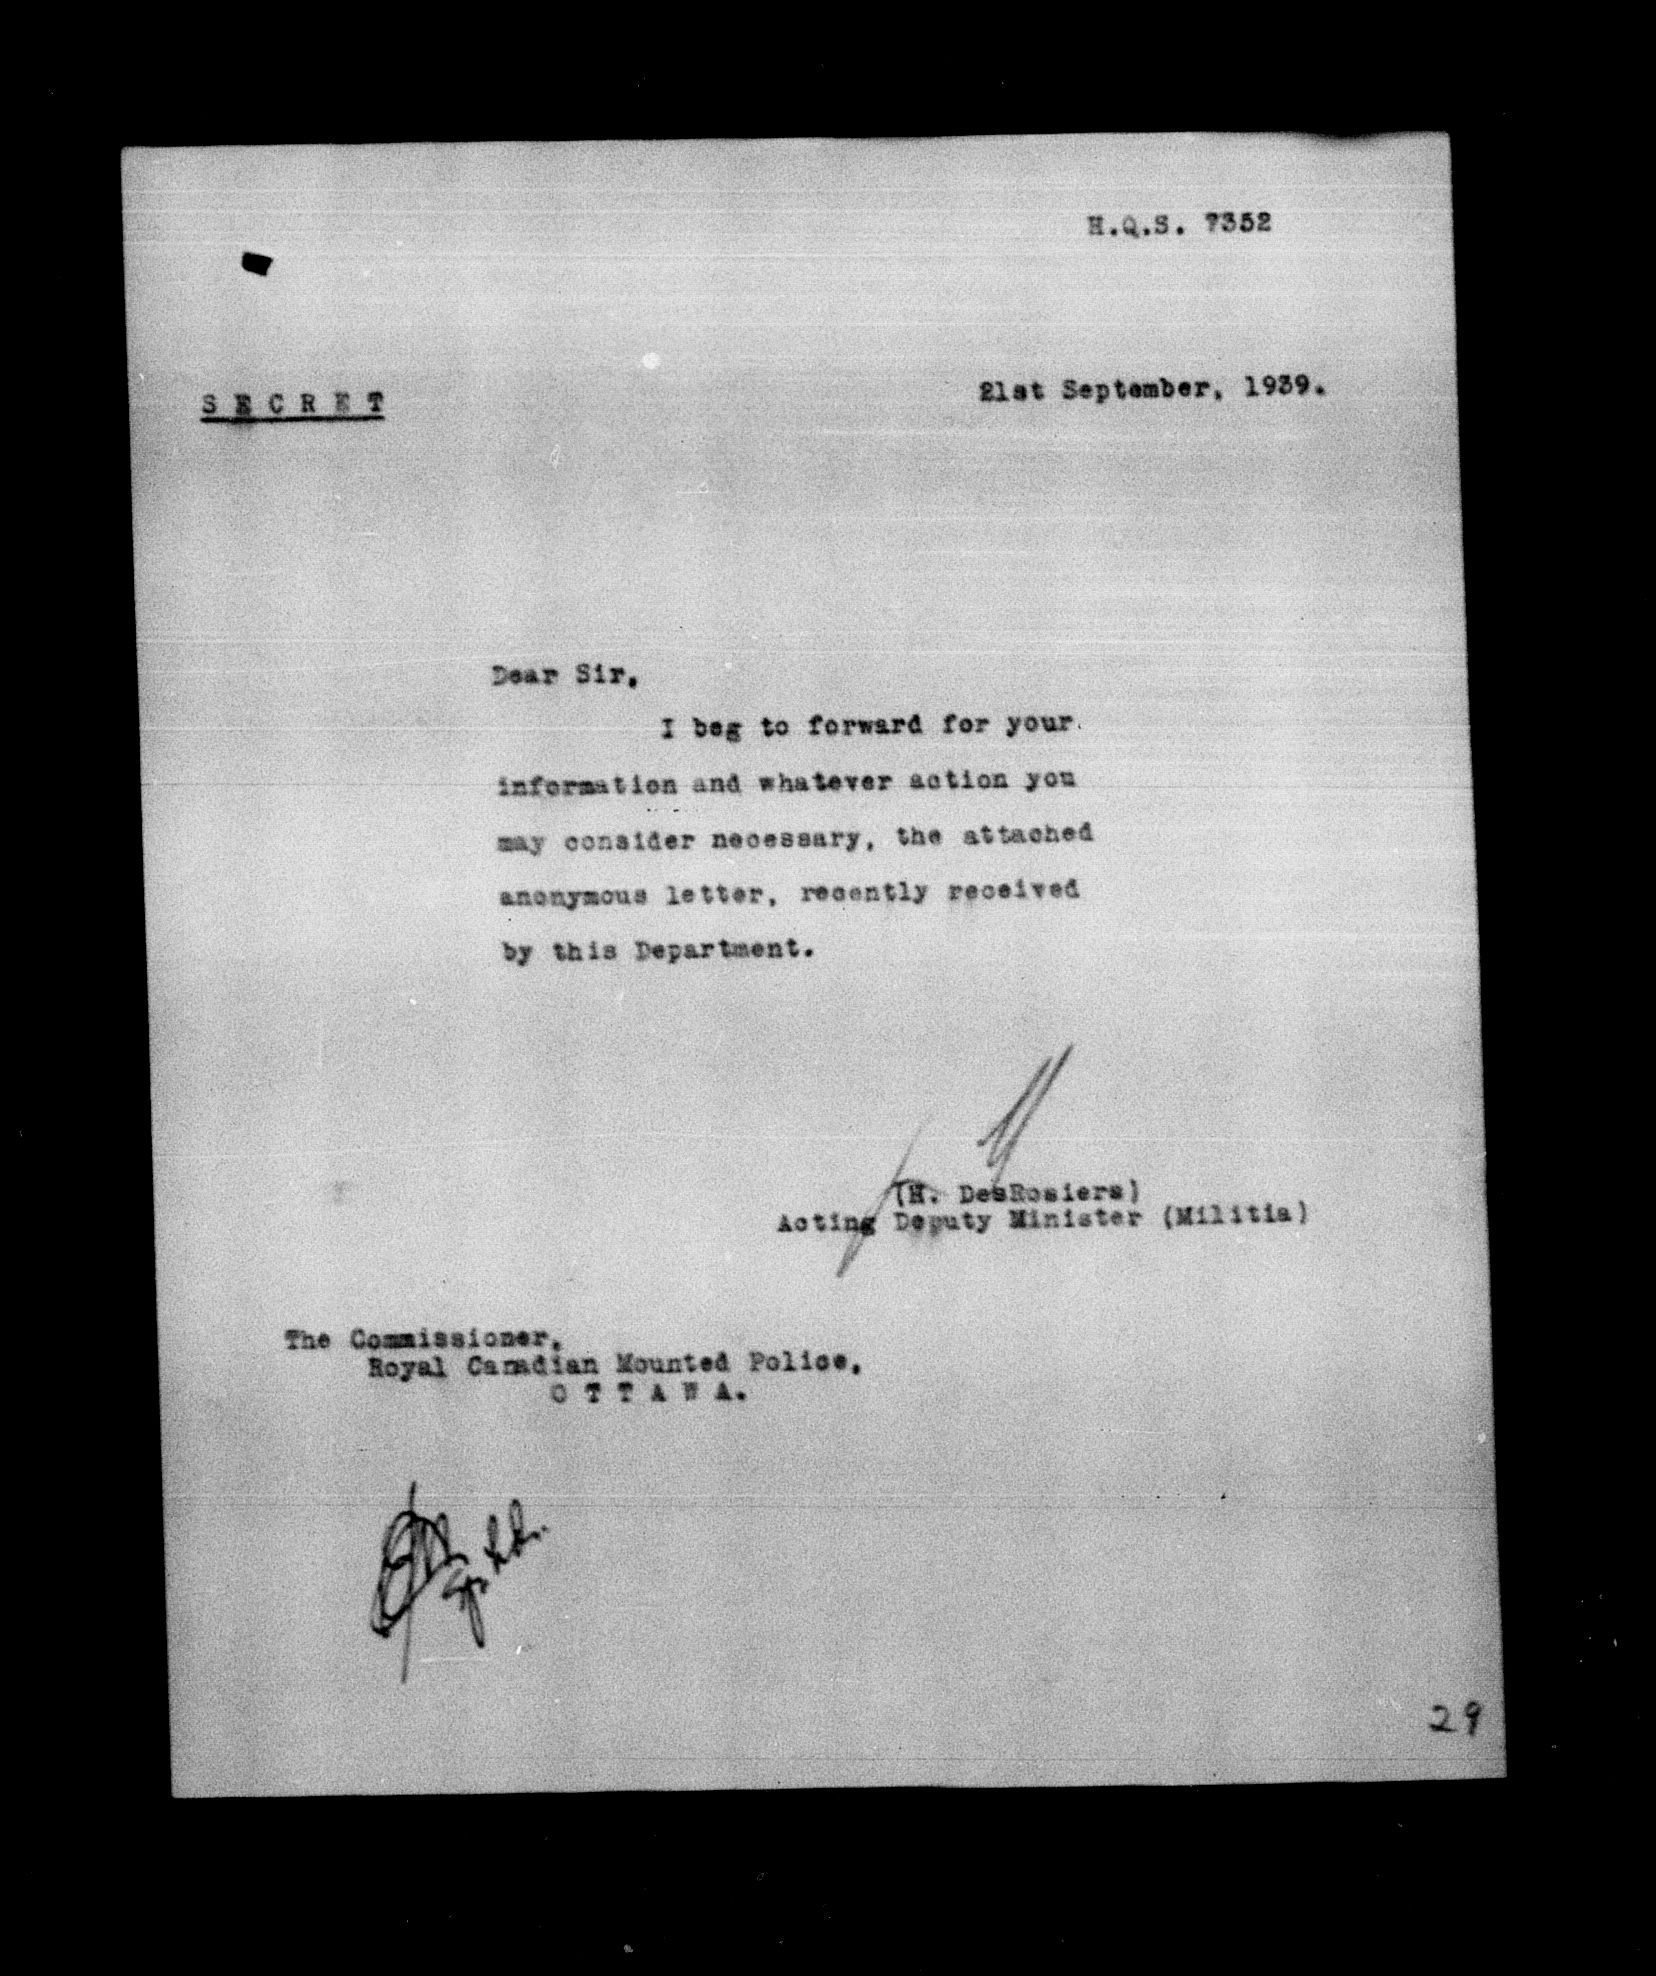 H.Q.S. 7352
21st September, 1939.
S E C R E T
Dear Sir,
I beg to forward for your
information and whatever action you
may consider necessary, the attached
anonymous letter, recently received
by this Department.
(H. DesRosiers)
Acting Deputy Minister (Militia)
The Commissioner,
Royal Canadian Mounted Police,
O T T A W A.
29